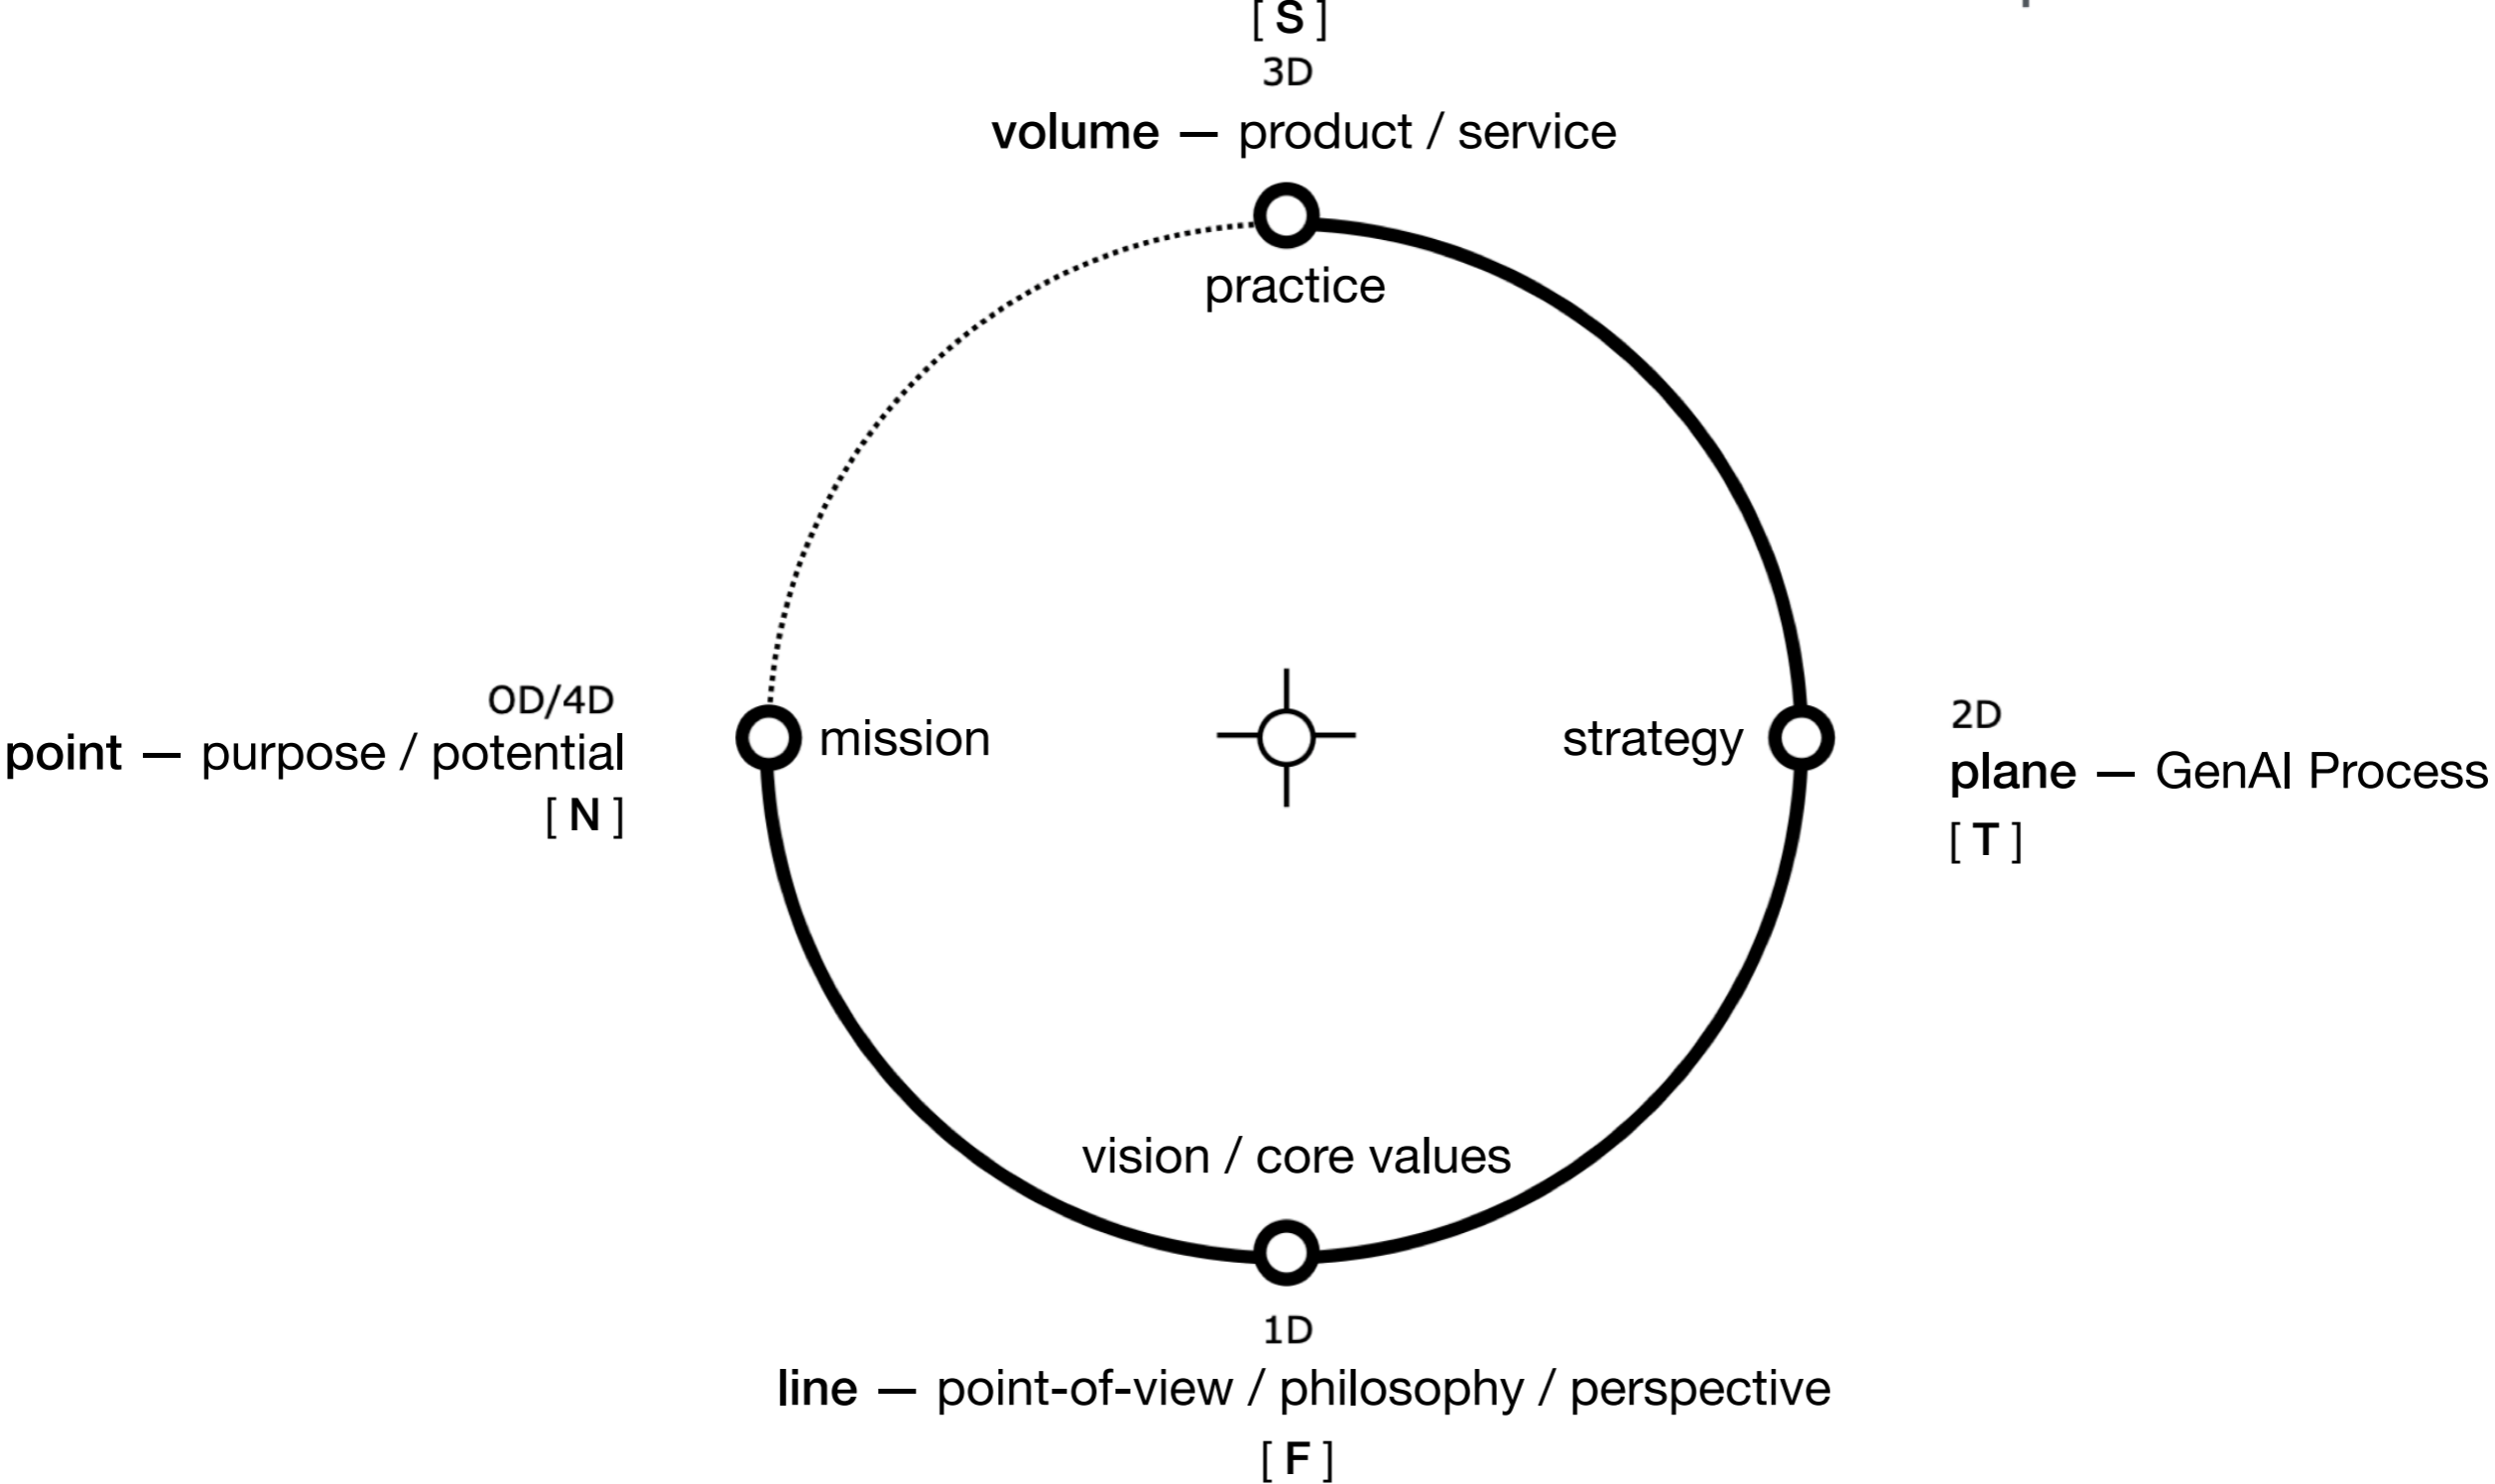 [ S ]
3D
volume — product / service
practice
0D/4D
point — purpose / potential
[ N ]
mission
strategy
2D
plane — GenAI Process
[ T ]
vision / core values
1D
line — point-of-view / philosophy / perspective
[ F ]